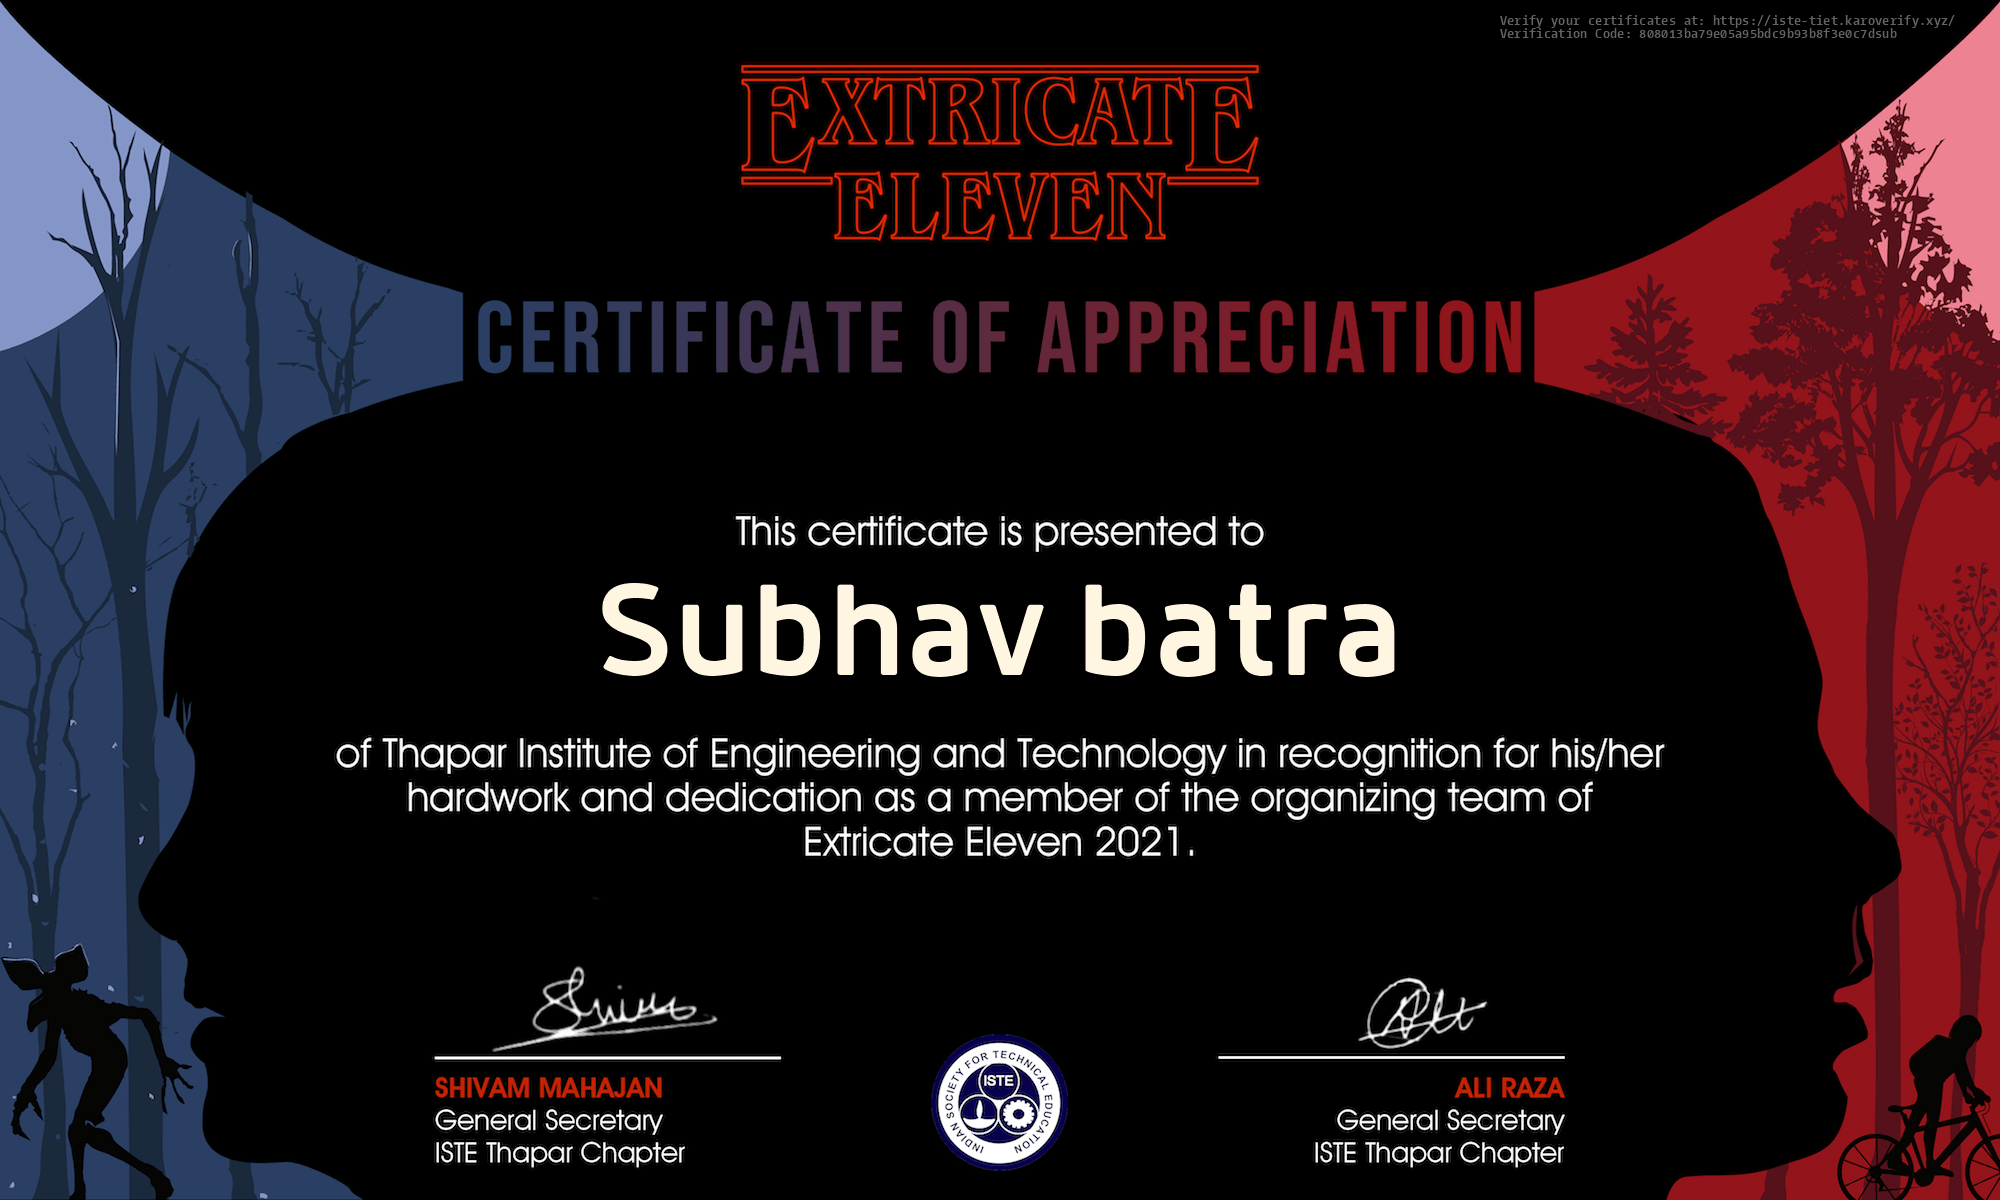 Verify your certificates at: https://iste-tiet.karoverify.xyz/
Verification Code: 808013ba79e05a95bdc9b93b8f3e0c7dsub
EXTRICATE
ELEVEN
CERTIFICATE OF APPRECIATION
This certificate is presented to
Subhav batra
of Thapar Institute of Engineering and Technology in recognition for his/her
hardwork and dedication as a member of the organizing team of
Extricate Eleven 2021.
SHIVAM MAHAJAN
General Secretary
ISTE Thapar Chapter
INDIAN SOCIETY FOR TECHNICAL EDUCATION
ISTE
ALI RAZA
General Secretary
ISTE Thapar Chapter